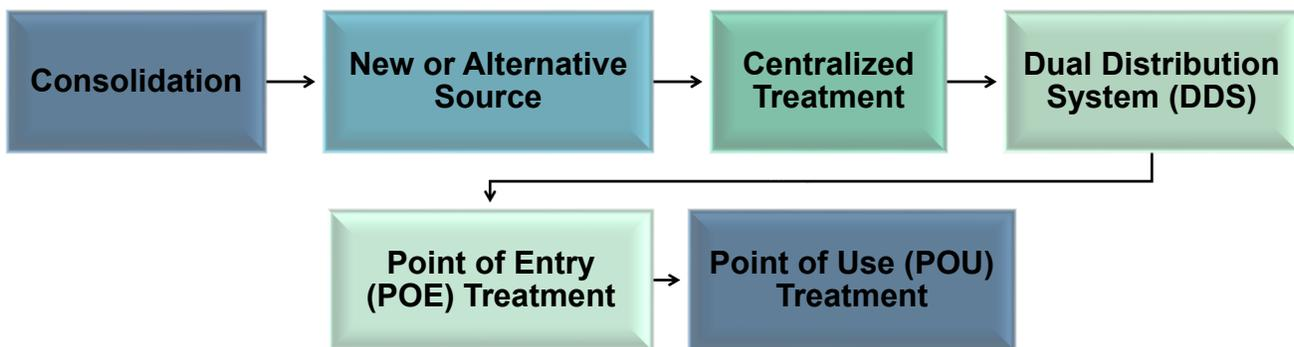 Consolidation
New or Alternative
Source
Centralized
Treatment
Dual Distribution
System (DDS)
Point of Entry
(POE) Treatment
Point of Use (POU)
Treatment